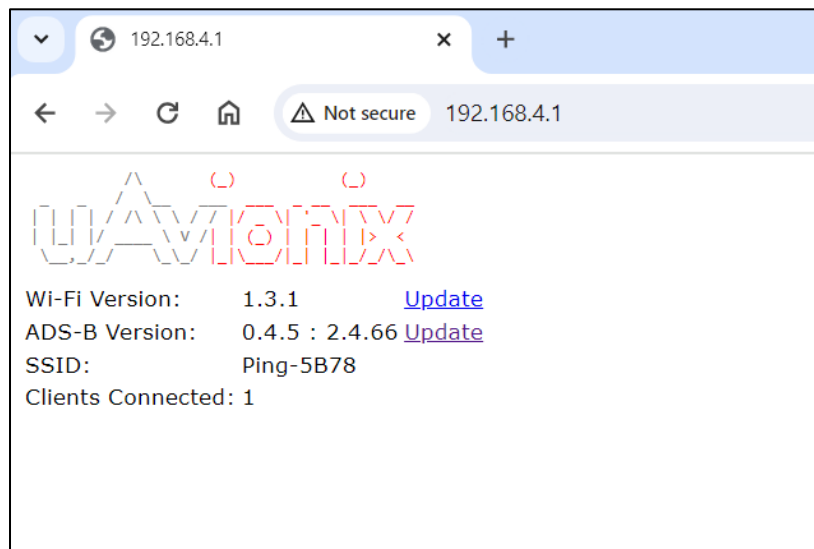 192.168.4.1
Not secure 192.168.4.1
uAvionix
Wi-Fi Version: 1.3.1 Update
ADS-B Version: 0.4.5 : 2.4.66 Update
SSID: Ping-5B78
Clients Connected: 1